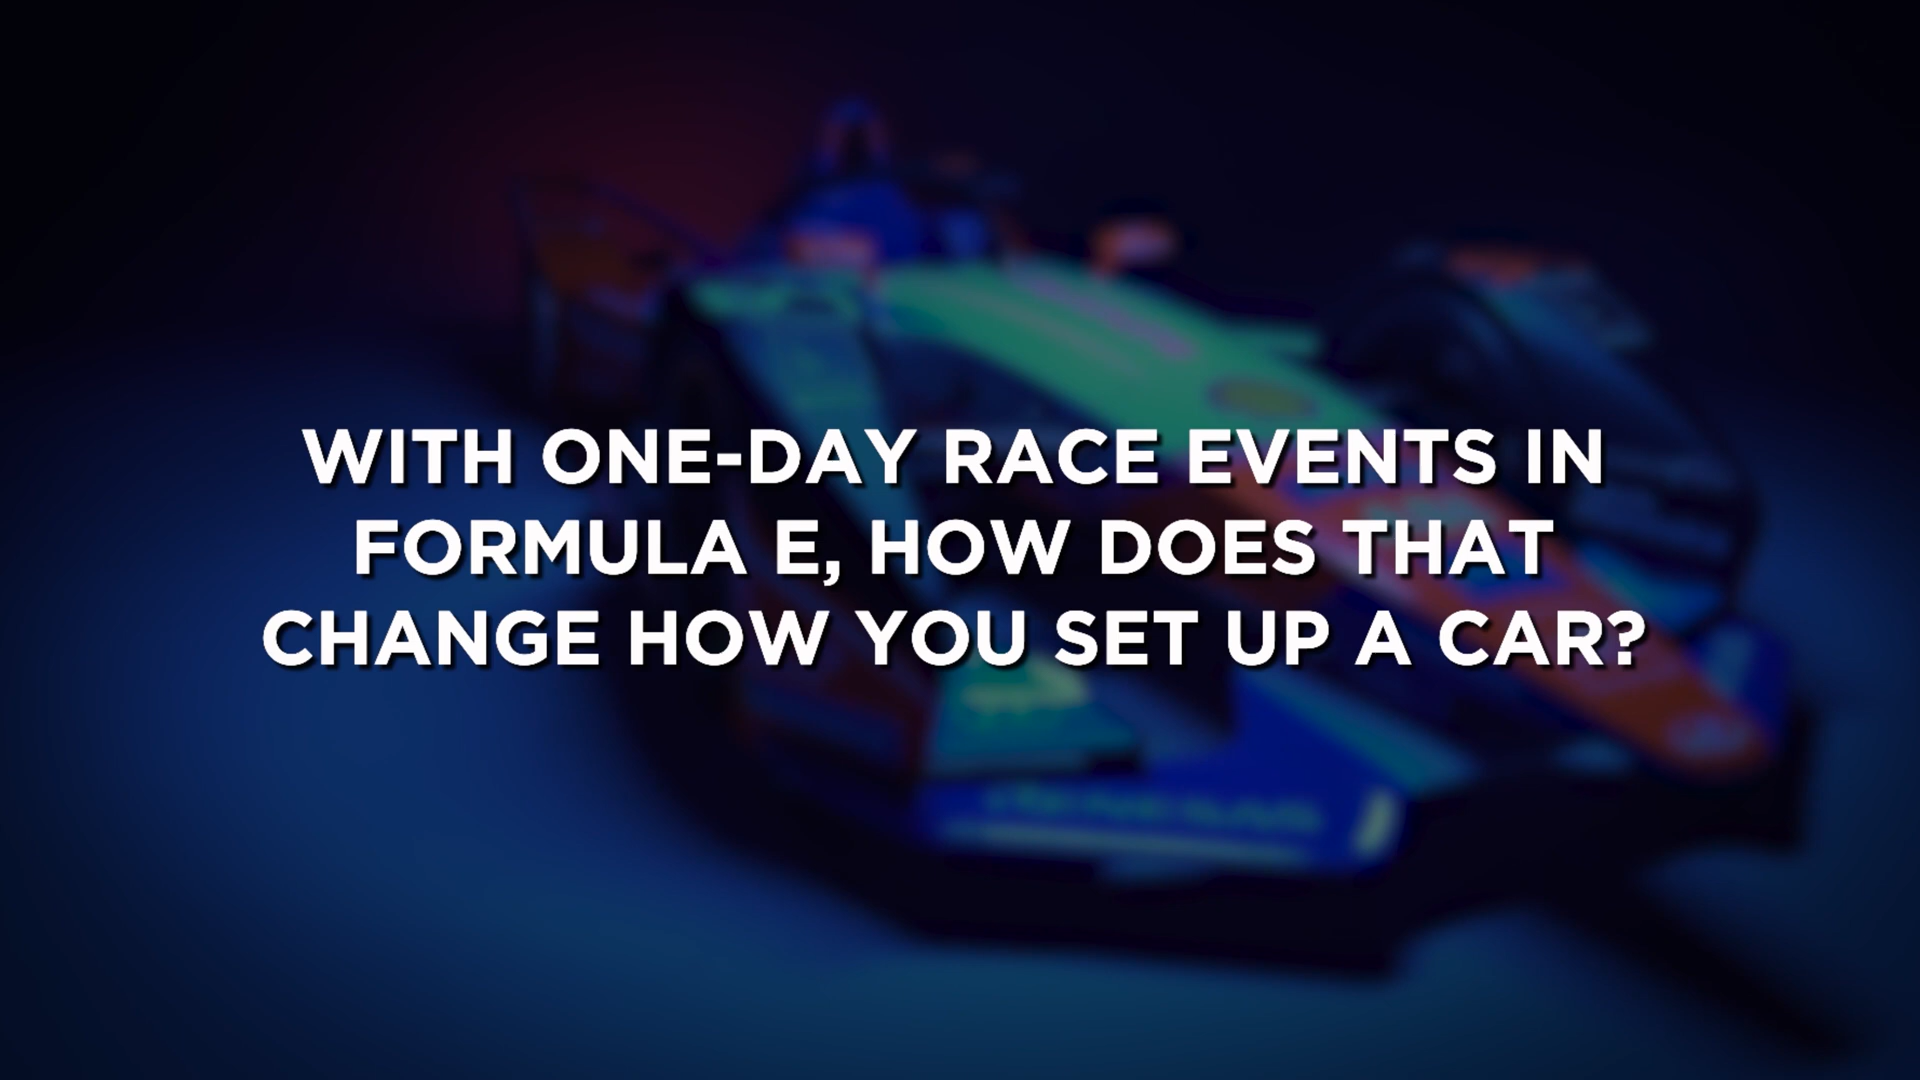 WITH ONE-DAY RACE EVENTS IN
FORMULA E, HOW DOES THAT
CHANGE HOW YOU SET UP A CAR?